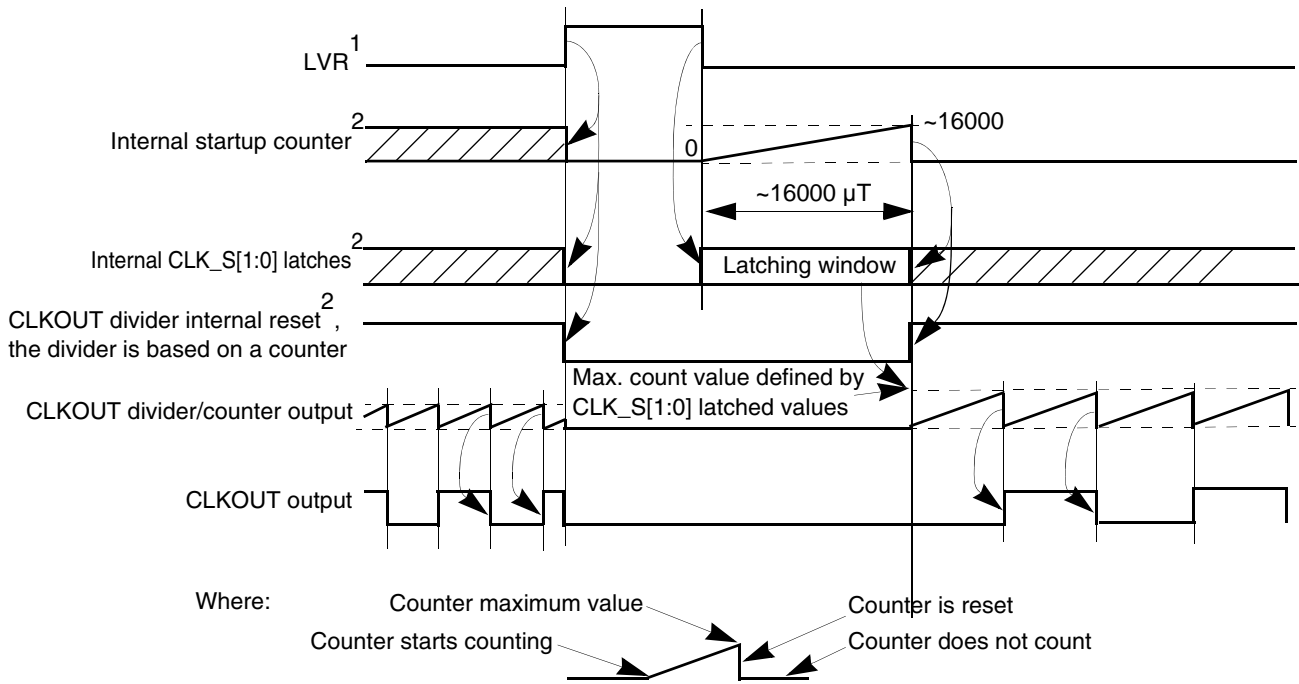 LVR1
Internal startup counter2
~16000
0
~16000 µT
Internal CLK_S[1:0] latches2
Latching window
CLKOUT divider internal reset2,
the divider is based on a counter
Max. count value defined by
CLK_S[1:0] latched values
CLKOUT divider/counter output
CLKOUT output
Where:
Counter maximum value
Counter is reset
Counter starts counting
Counter does not count